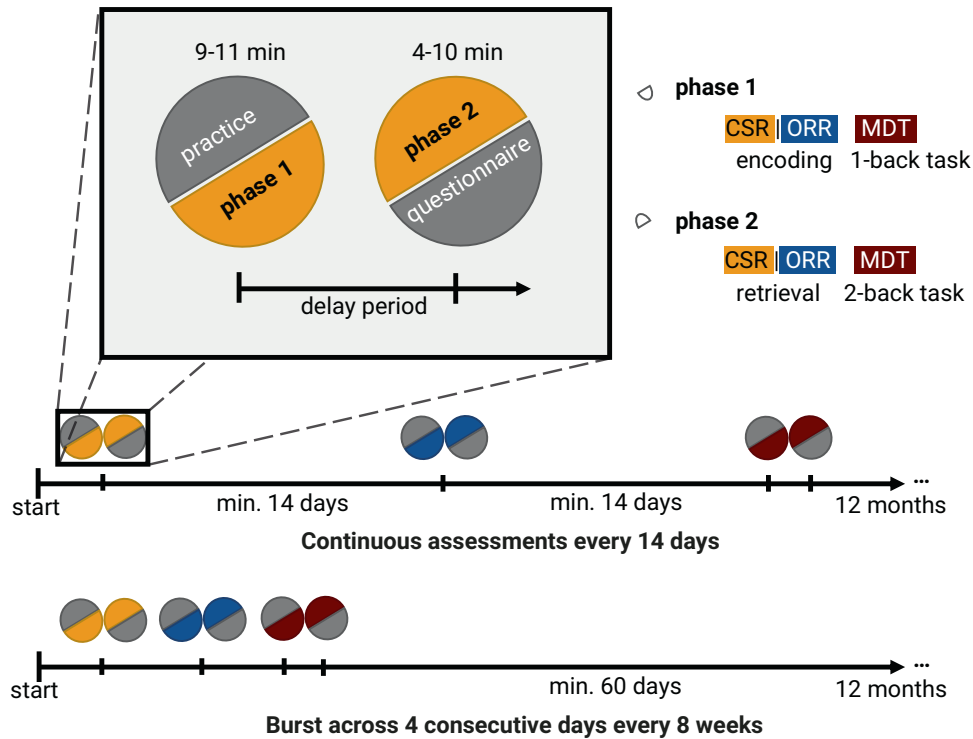 9-11 min
4-10 min
practice
phase 1
phase 2
questionnaire
delay period
phase 1
CSR|ORR MDT
encoding 1-back task
phase 2
CSR|ORR MDT
retrieval 2-back task
start
min. 14 days
min. 14 days
...
12 months
Continuous assessments every 14 days
start
min. 60 days
...
12 months
Burst across 4 consecutive days every 8 weeks